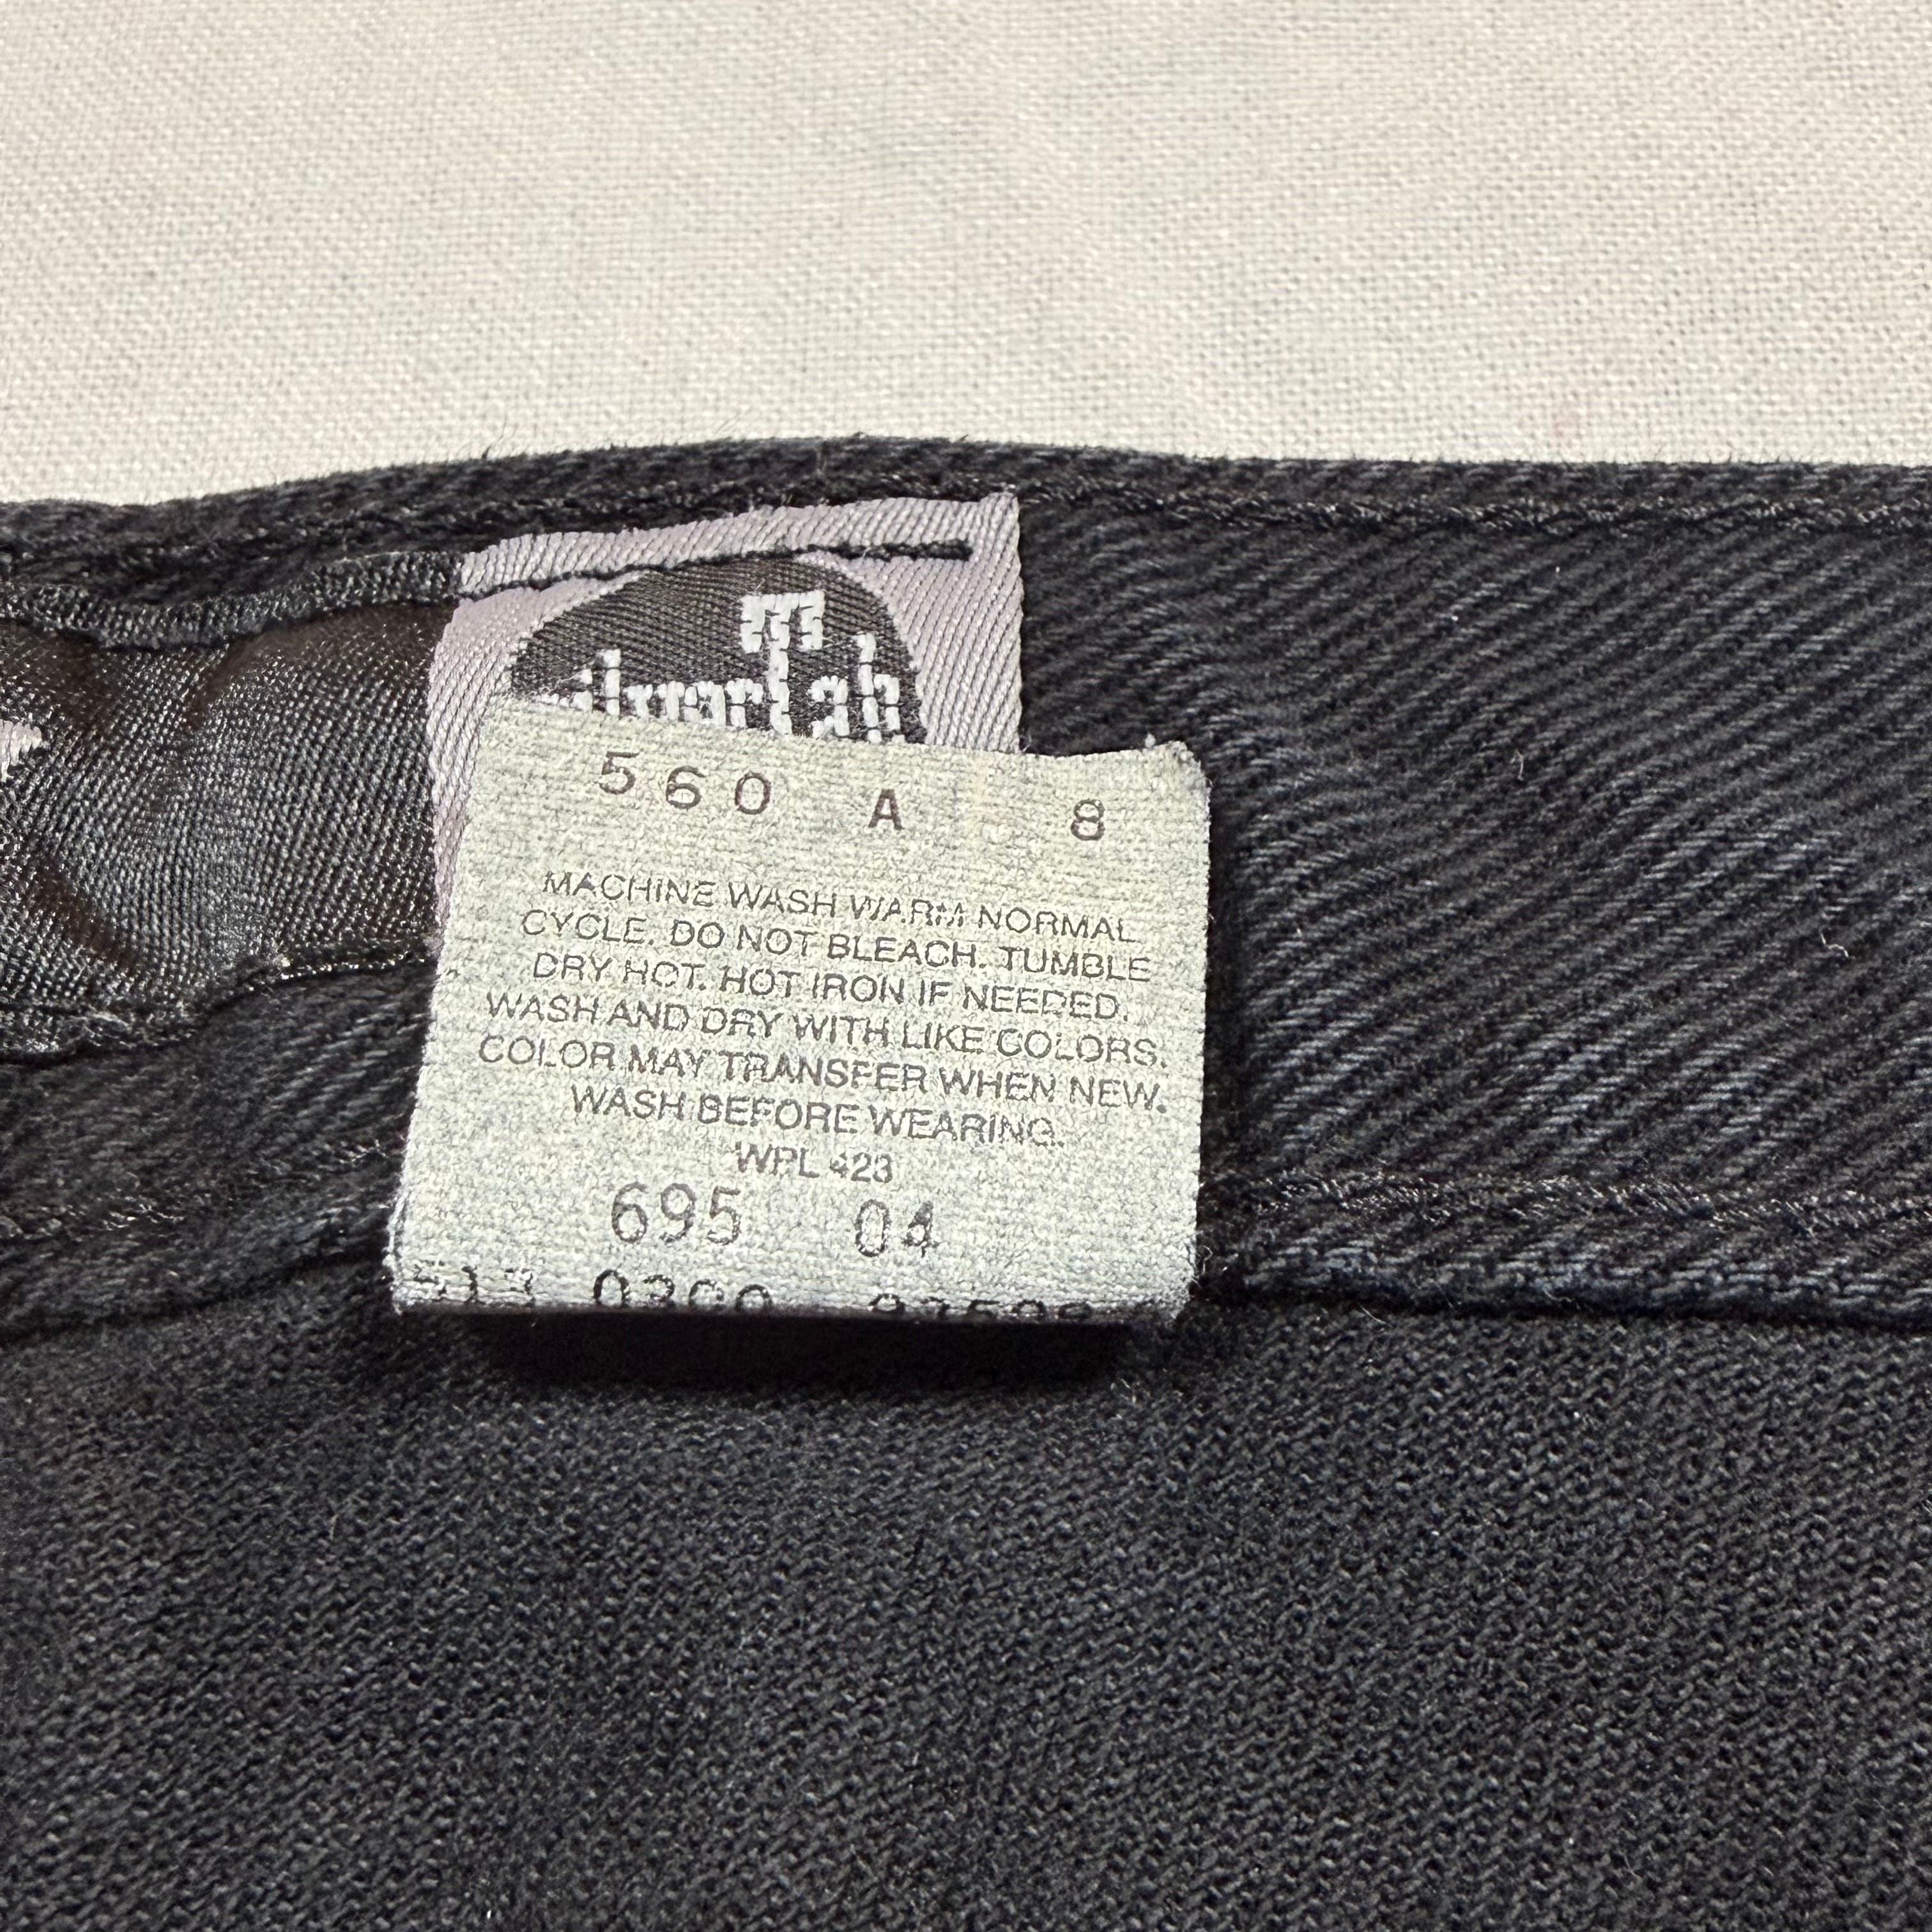 SilverTab
560 A 8
MACHINE WASH WARM NORMAL
CYCLE. DO NOT BLEACH. TUMBLE
DRY HOT. HOT IRON IF NEEDED.
WASH AND DRY WITH LIKE COLORS.
COLOR MAY TRANSFER WHEN NEW.
WASH BEFORE WEARING.
WPL 423
695 04